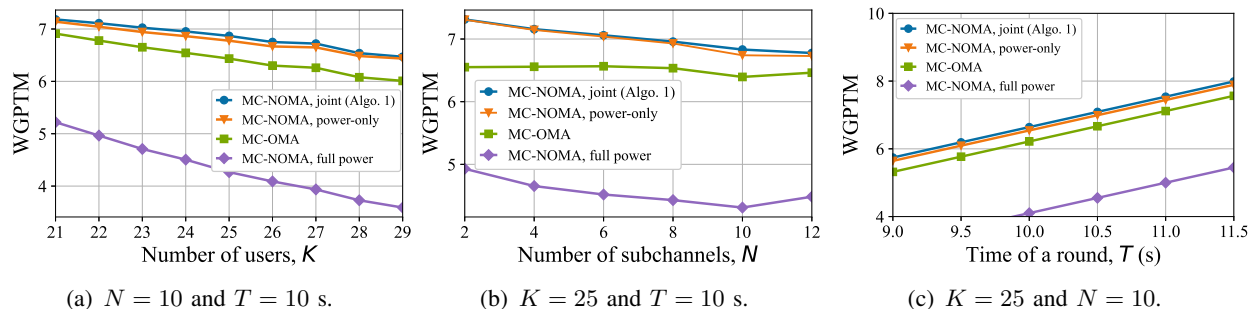 WGPTM
7
6
5
4
MC-NOMA, joint (Algo. 1)
MC-NOMA, power-only
MC-OMA
MC-NOMA, full power
21 22 23 24 25 26 27 28 29
Number of users, K
(a) N = 10 and T = 10 s.
WGPTM
7
6
5
MC-NOMA, joint (Algo. 1)
MC-NOMA, power-only
MC-OMA
MC-NOMA, full power
2 4 6 8 10 12
Number of subchannels, N
(b) K = 25 and T = 10 s.
WGPTM
10
8
6
4
MC-NOMA, joint (Algo. 1)
MC-NOMA, power-only
MC-OMA
MC-NOMA, full power
9.0 9.5 10.0 10.5 11.0 11.5
Time of a round, T (s)
(c) K = 25 and N = 10.